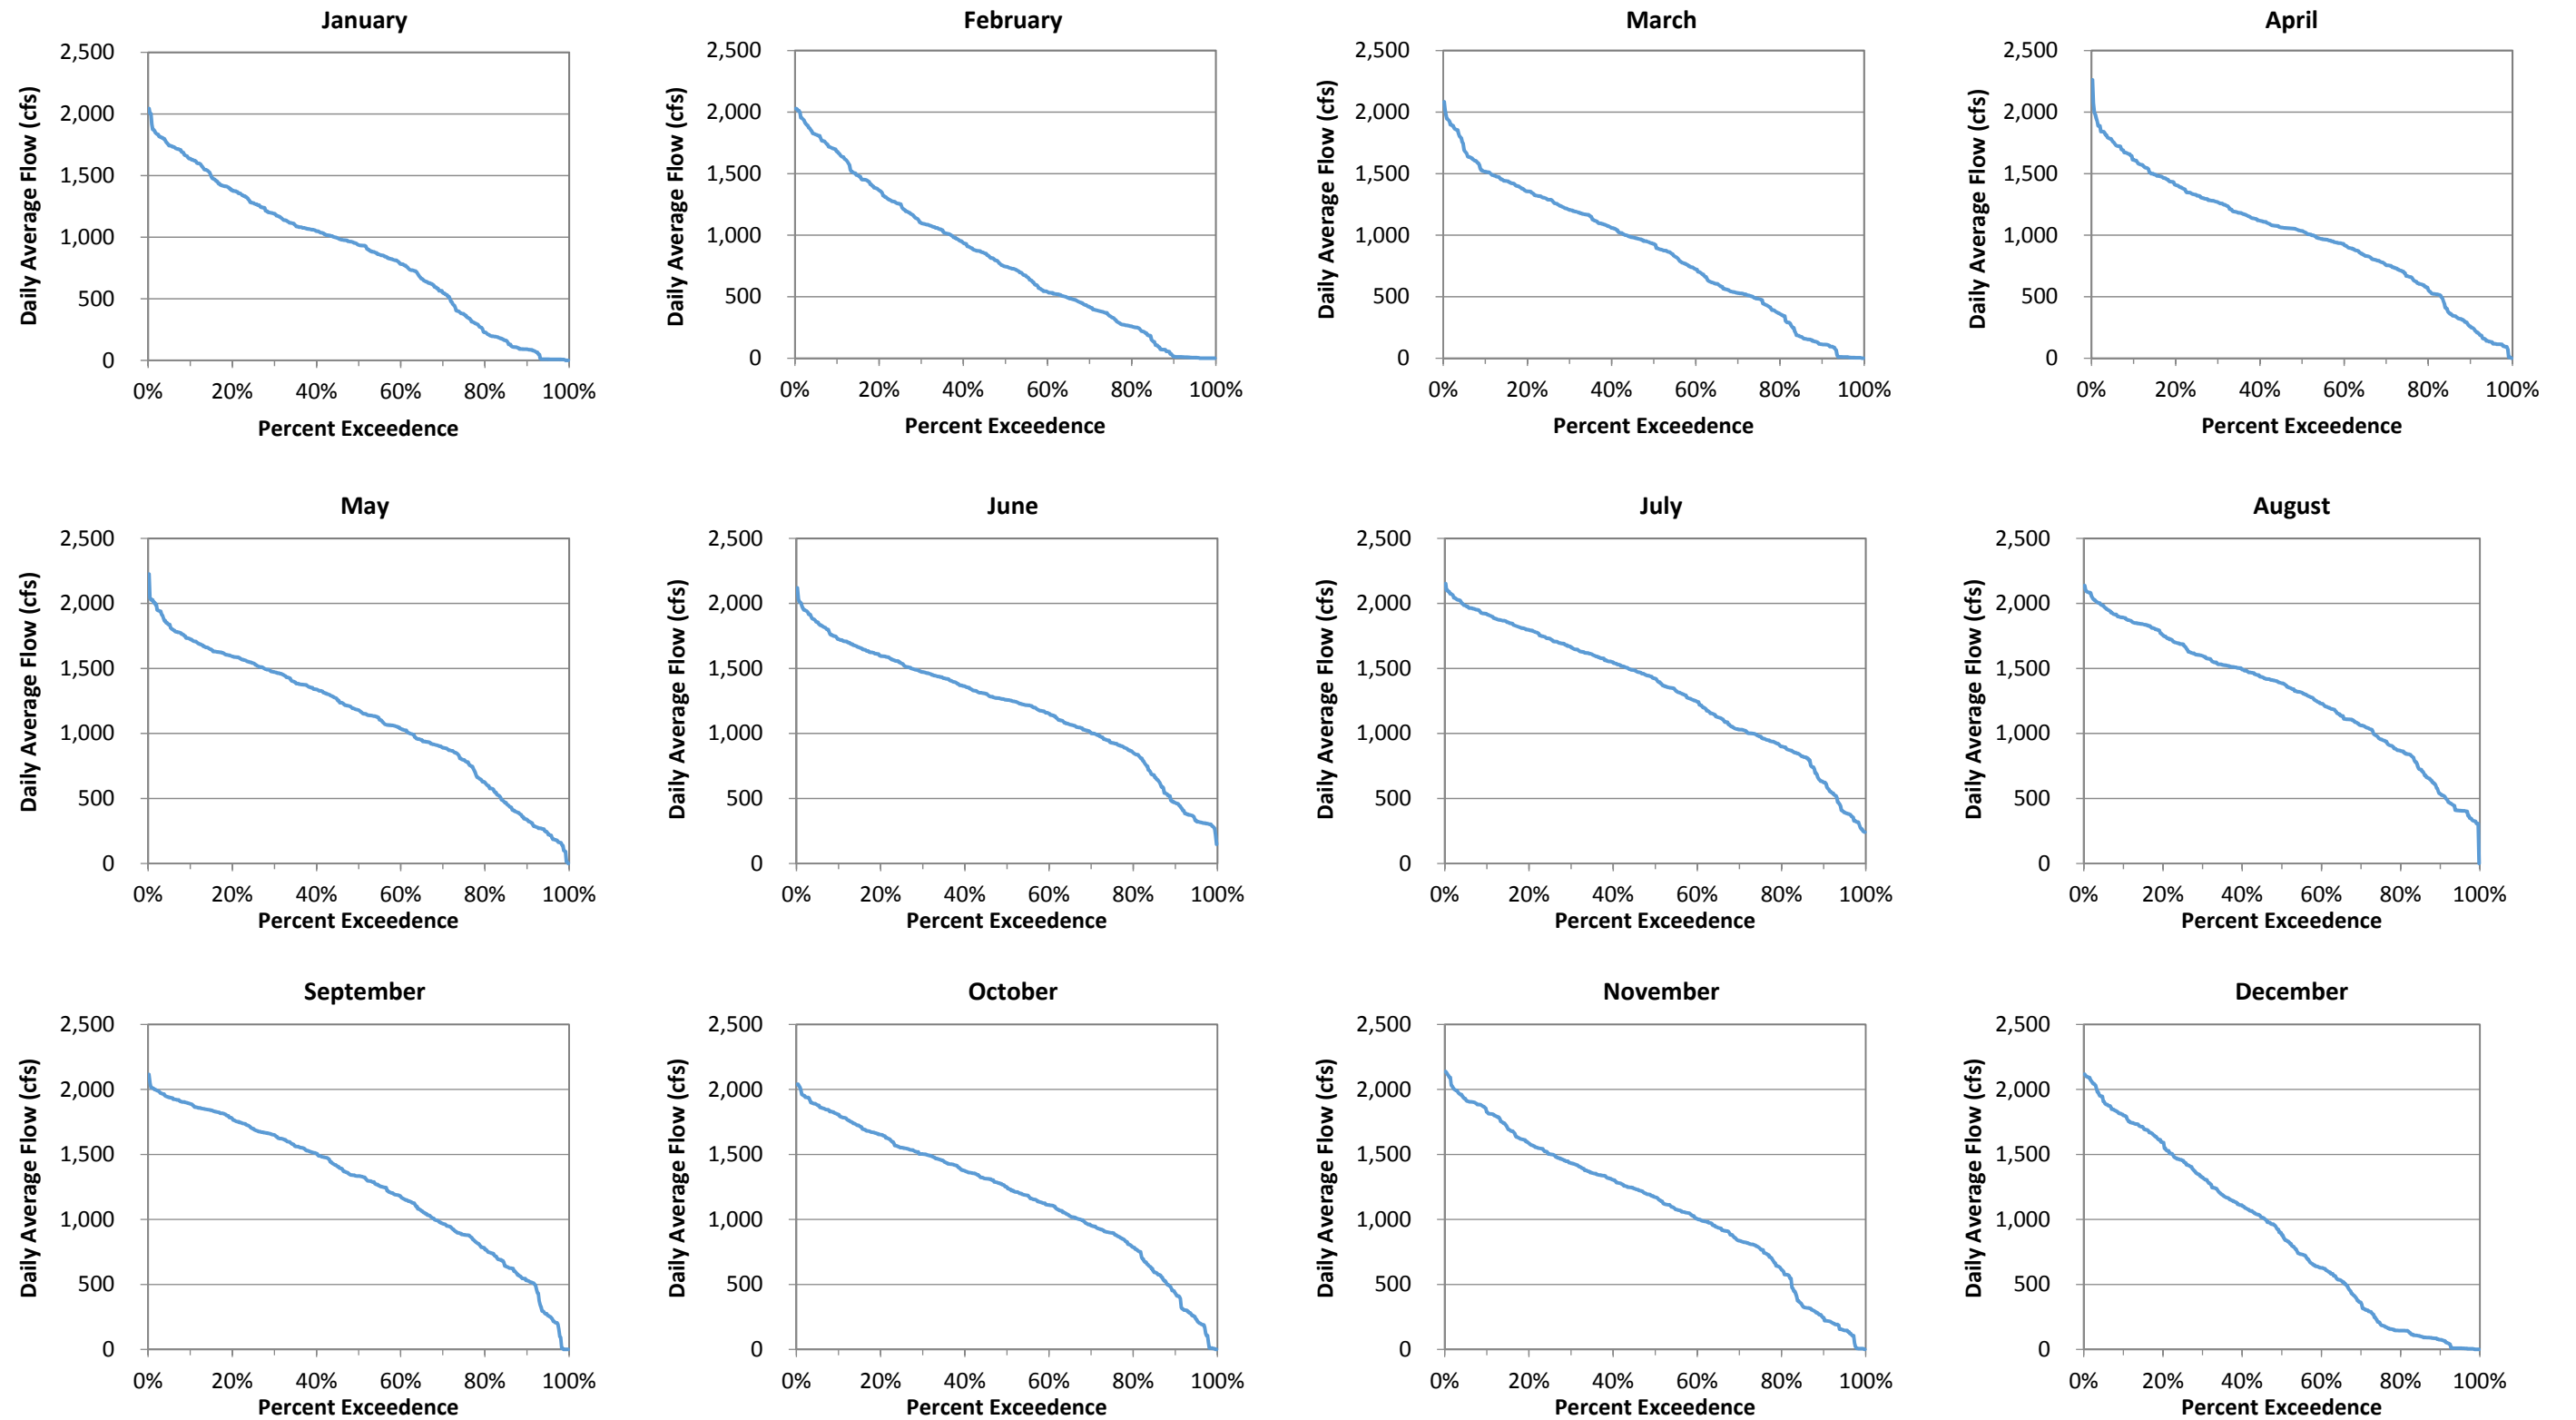 January
Daily Average Flow (cfs)
2,500
2,000
1,500
1,000
500
0
0% 20% 40% 60% 80% 100%
Percent Exceedence
February
Daily Average Flow (cfs)
2,500
2,000
1,500
1,000
500
0
0% 20% 40% 60% 80% 100%
Percent Exceedence
March
Daily Average Flow (cfs)
2,500
2,000
1,500
1,000
500
0
0% 20% 40% 60% 80% 100%
Percent Exceedence
April
Daily Average Flow (cfs)
2,500
2,000
1,500
1,000
500
0
0% 20% 40% 60% 80% 100%
Percent Exceedence
May
Daily Average Flow (cfs)
2,500
2,000
1,500
1,000
500
0
0% 20% 40% 60% 80% 100%
Percent Exceedence
June
Daily Average Flow (cfs)
2,500
2,000
1,500
1,000
500
0
0% 20% 40% 60% 80% 100%
Percent Exceedence
July
Daily Average Flow (cfs)
2,500
2,000
1,500
1,000
500
0
0% 20% 40% 60% 80% 100%
Percent Exceedence
August
Daily Average Flow (cfs)
2,500
2,000
1,500
1,000
500
0
0% 20% 40% 60% 80% 100%
Percent Exceedence
September
Daily Average Flow (cfs)
2,500
2,000
1,500
1,000
500
0
0% 20% 40% 60% 80% 100%
Percent Exceedence
October
Daily Average Flow (cfs)
2,500
2,000
1,500
1,000
500
0
0% 20% 40% 60% 80% 100%
Percent Exceedence
November
Daily Average Flow (cfs)
2,500
2,000
1,500
1,000
500
0
0% 20% 40% 60% 80% 100%
Percent Exceedence
December
Daily Average Flow (cfs)
2,500
2,000
1,500
1,000
500
0
0% 20% 40% 60% 80% 100%
Percent Exceedence